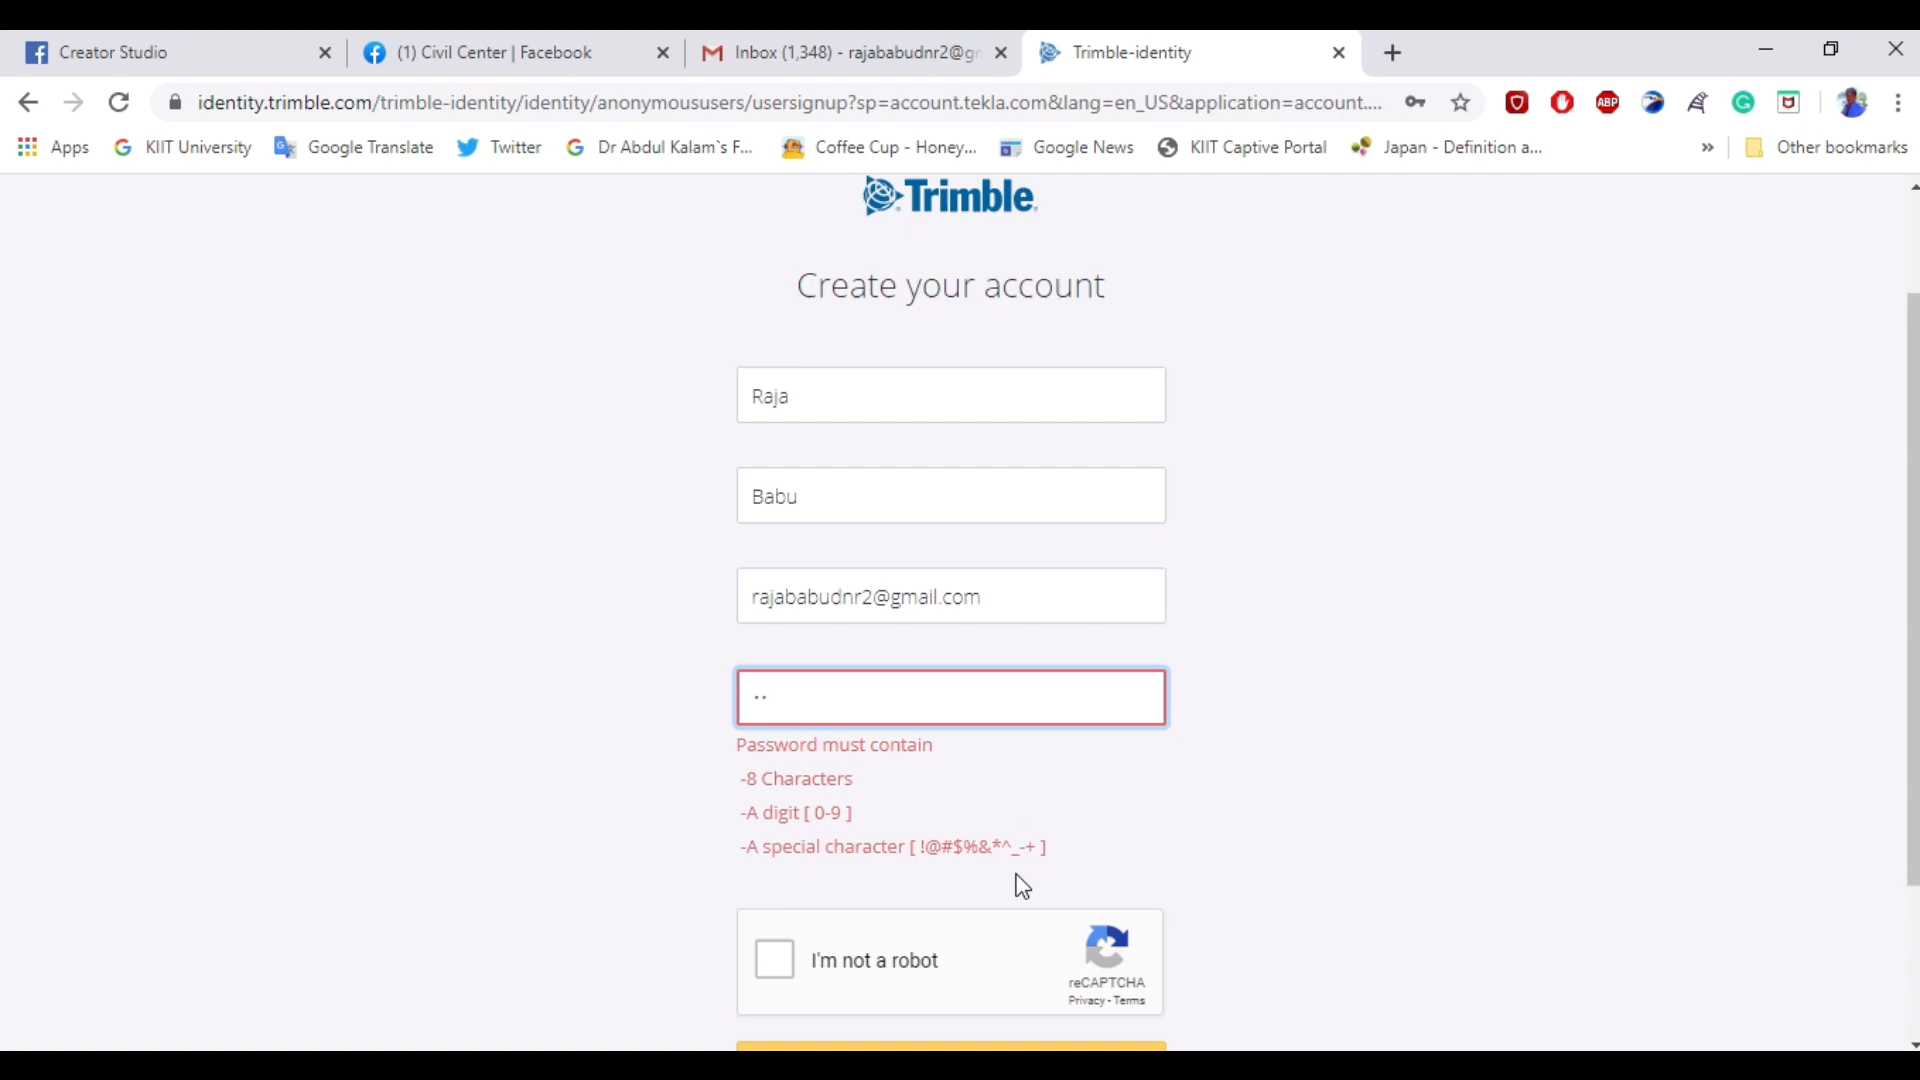 Creator Studio
(1) Civil Center | Facebook
Inbox (1,348) - rajababudnr2@gm
Trimble-identity
identity.trimble.com/trimble-identity/identity/anonymoususers/usersignup?sp=account.tekla.com&lang=en_US&application=account....
ABP
Apps
KIIT University
Google Translate
Twitter
Dr Abdul Kalam`s F...
Coffee Cup - Honey...
Google News
KIIT Captive Portal
Japan - Definition a...
»
Other bookmarks
Trimble
Create your account
Raja
Babu
rajababudnr2@gmail.com
Password must contain
-8 Characters
-A digit [ 0-9 ]
-A special character [ !@#$%&*^_-+ ]
I'm not a robot
reCAPTCHA
Privacy - Terms